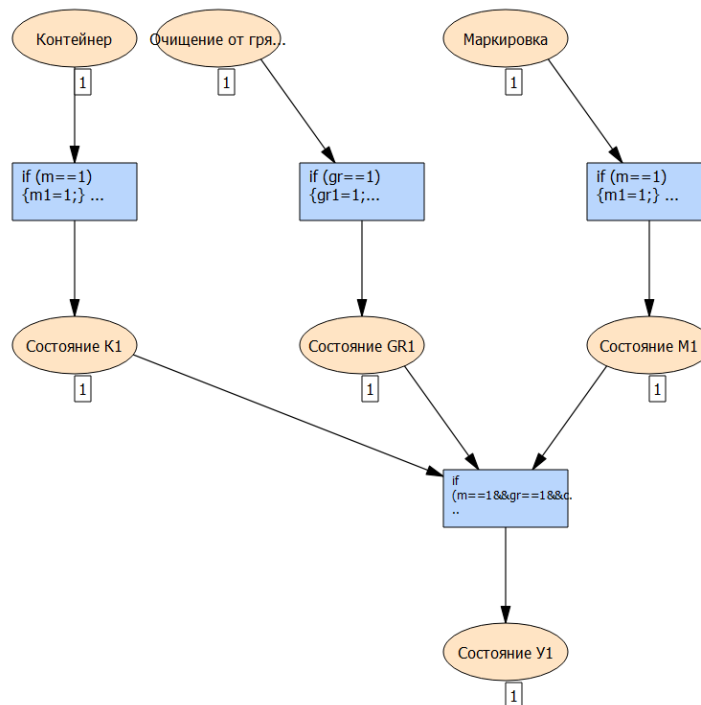 Контейнер
Очищение от гря...
Маркировка
1
1
1
if (m==1)
{m1=1;} ...
if (gr==1)
{gr1=1;...
if (m==1)
{m1=1;} ...
Состояние К1
Состояние GR1
Состояние М1
1
1
1
if
(m==1&&gr==1&&c.
..
Состояние У1
1